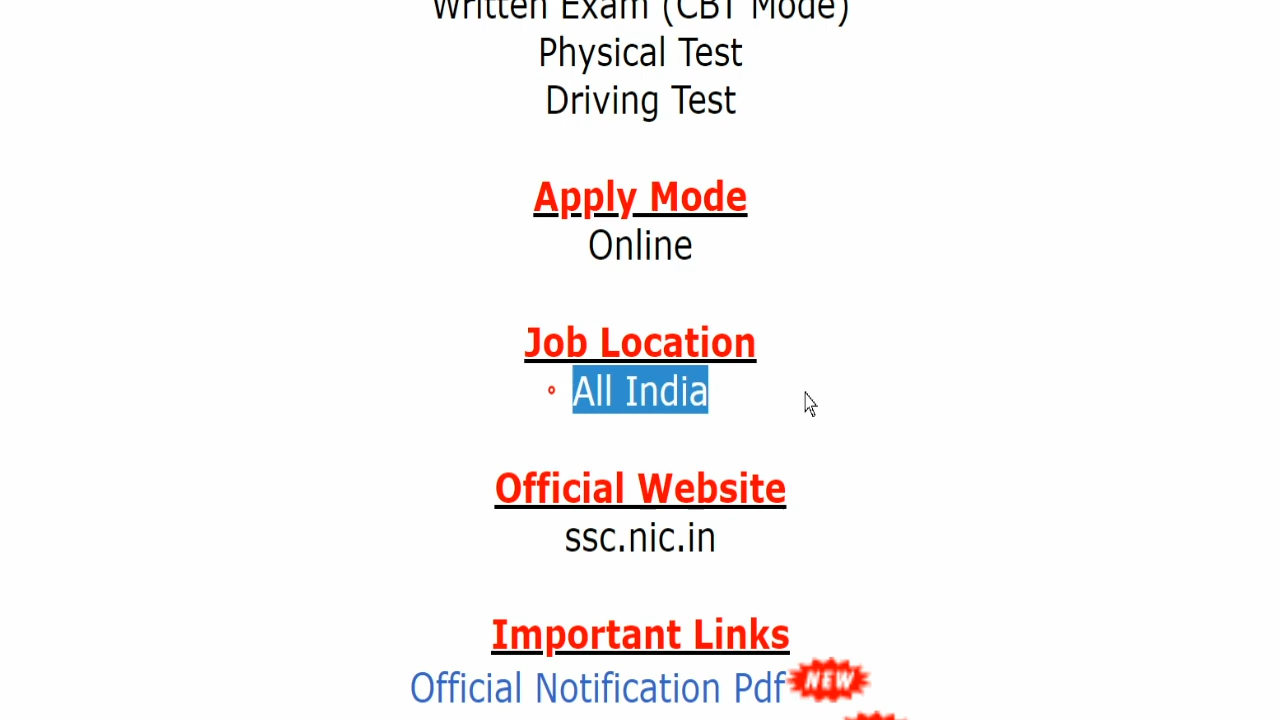 Written Exam (CBT Mode)
Physical Test
Driving Test
Apply Mode
Online
Job Location
All India
Official Website
ssc.nic.in
Important Links
Official Notification Pdf NEW